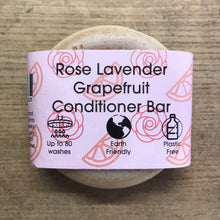 Rose Lavender
Grapefruit
Conditioner Bar
Up to 80
washes
Earth
Friendly
Plastic
Free